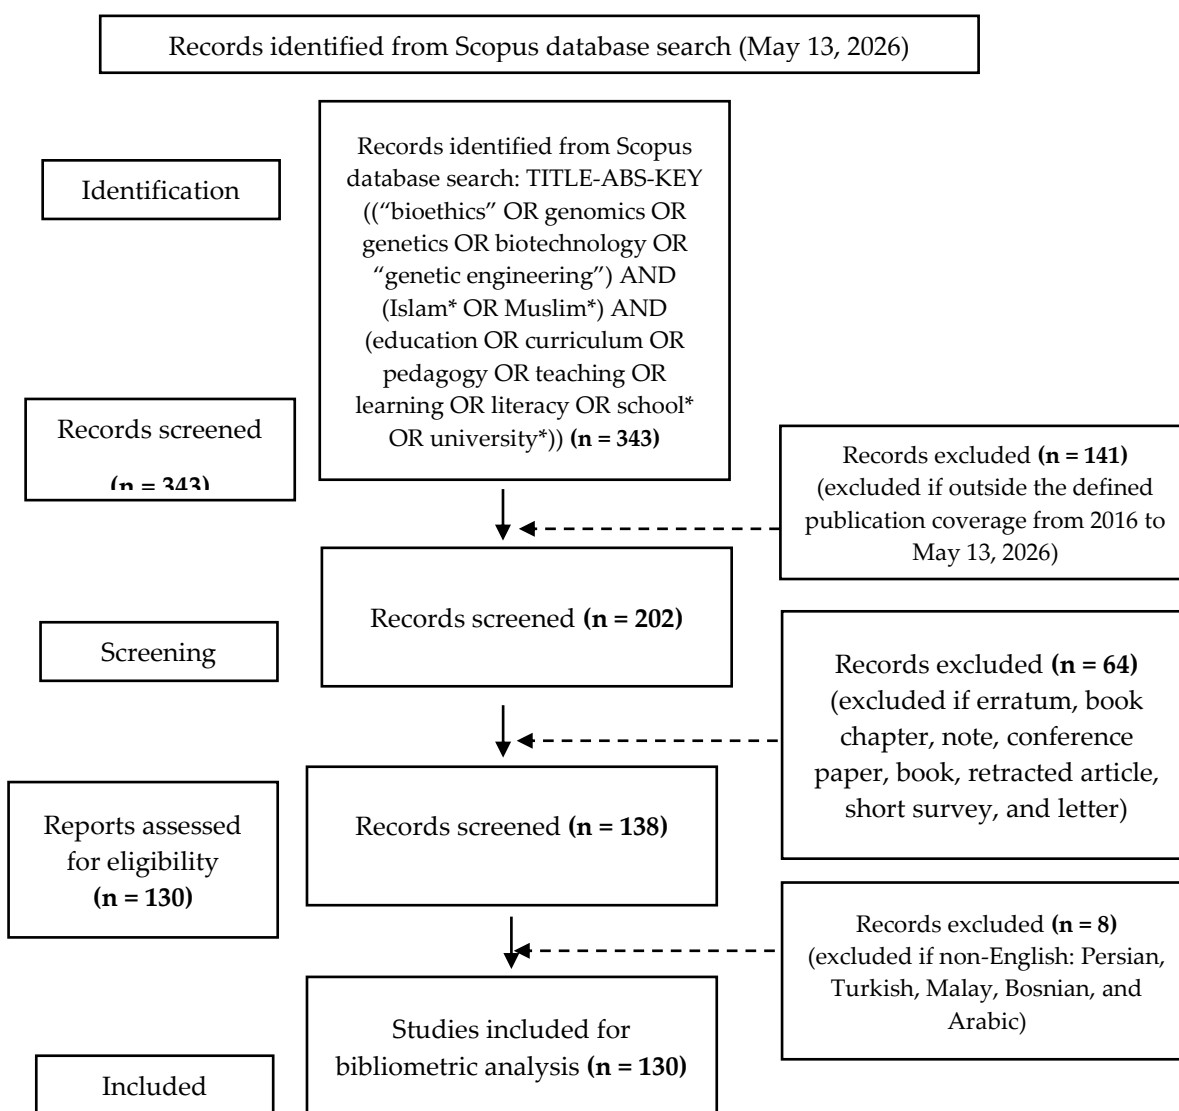 Records identified from Scopus database search (May 13, 2026)
Identification
Records identified from Scopus
database search: TITLE-ABS-KEY
((“bioethics” OR genomics OR
genetics OR biotechnology OR
“genetic engineering”) AND
(Islam* OR Muslim*) AND
(education OR curriculum OR
pedagogy OR teaching OR
learning OR literacy OR school*
OR university*)) (n = 343)
Records screened
(n = 343)
Records excluded (n = 141)
(excluded if outside the defined
publication coverage from 2016 to
May 13, 2026)
Records screened (n = 202)
Screening
Records excluded (n = 64)
(excluded if erratum, book
chapter, note, conference
paper, book, retracted article,
short survey, and letter)
Records screened (n = 138)
Reports assessed
for eligibility
(n = 130)
Records excluded (n = 8)
(excluded if non-English: Persian,
Turkish, Malay, Bosnian, and
Arabic)
Studies included for
bibliometric analysis (n = 130)
Included